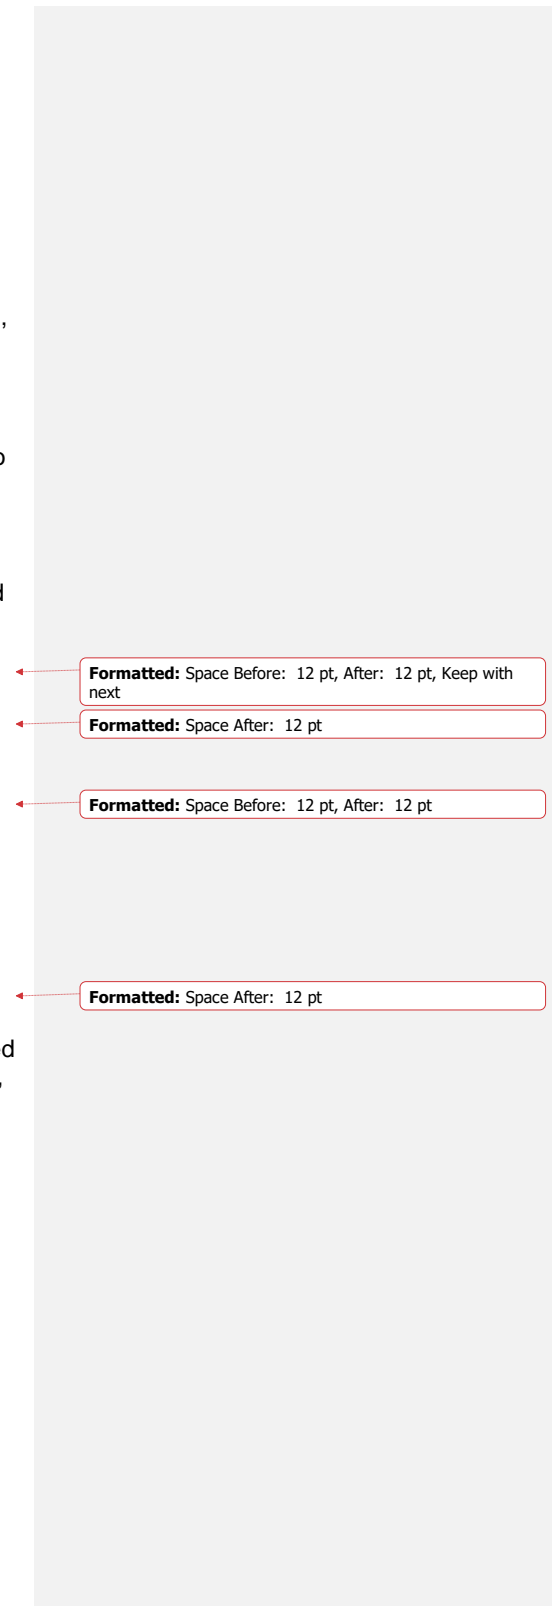 ,
Formatted: Space Before:  12 pt, After:  12 pt, Keep with
next
Formatted: Space After:  12 pt
Formatted: Space Before:  12 pt, After:  12 pt
Formatted: Space After:  12 pt
ed
,